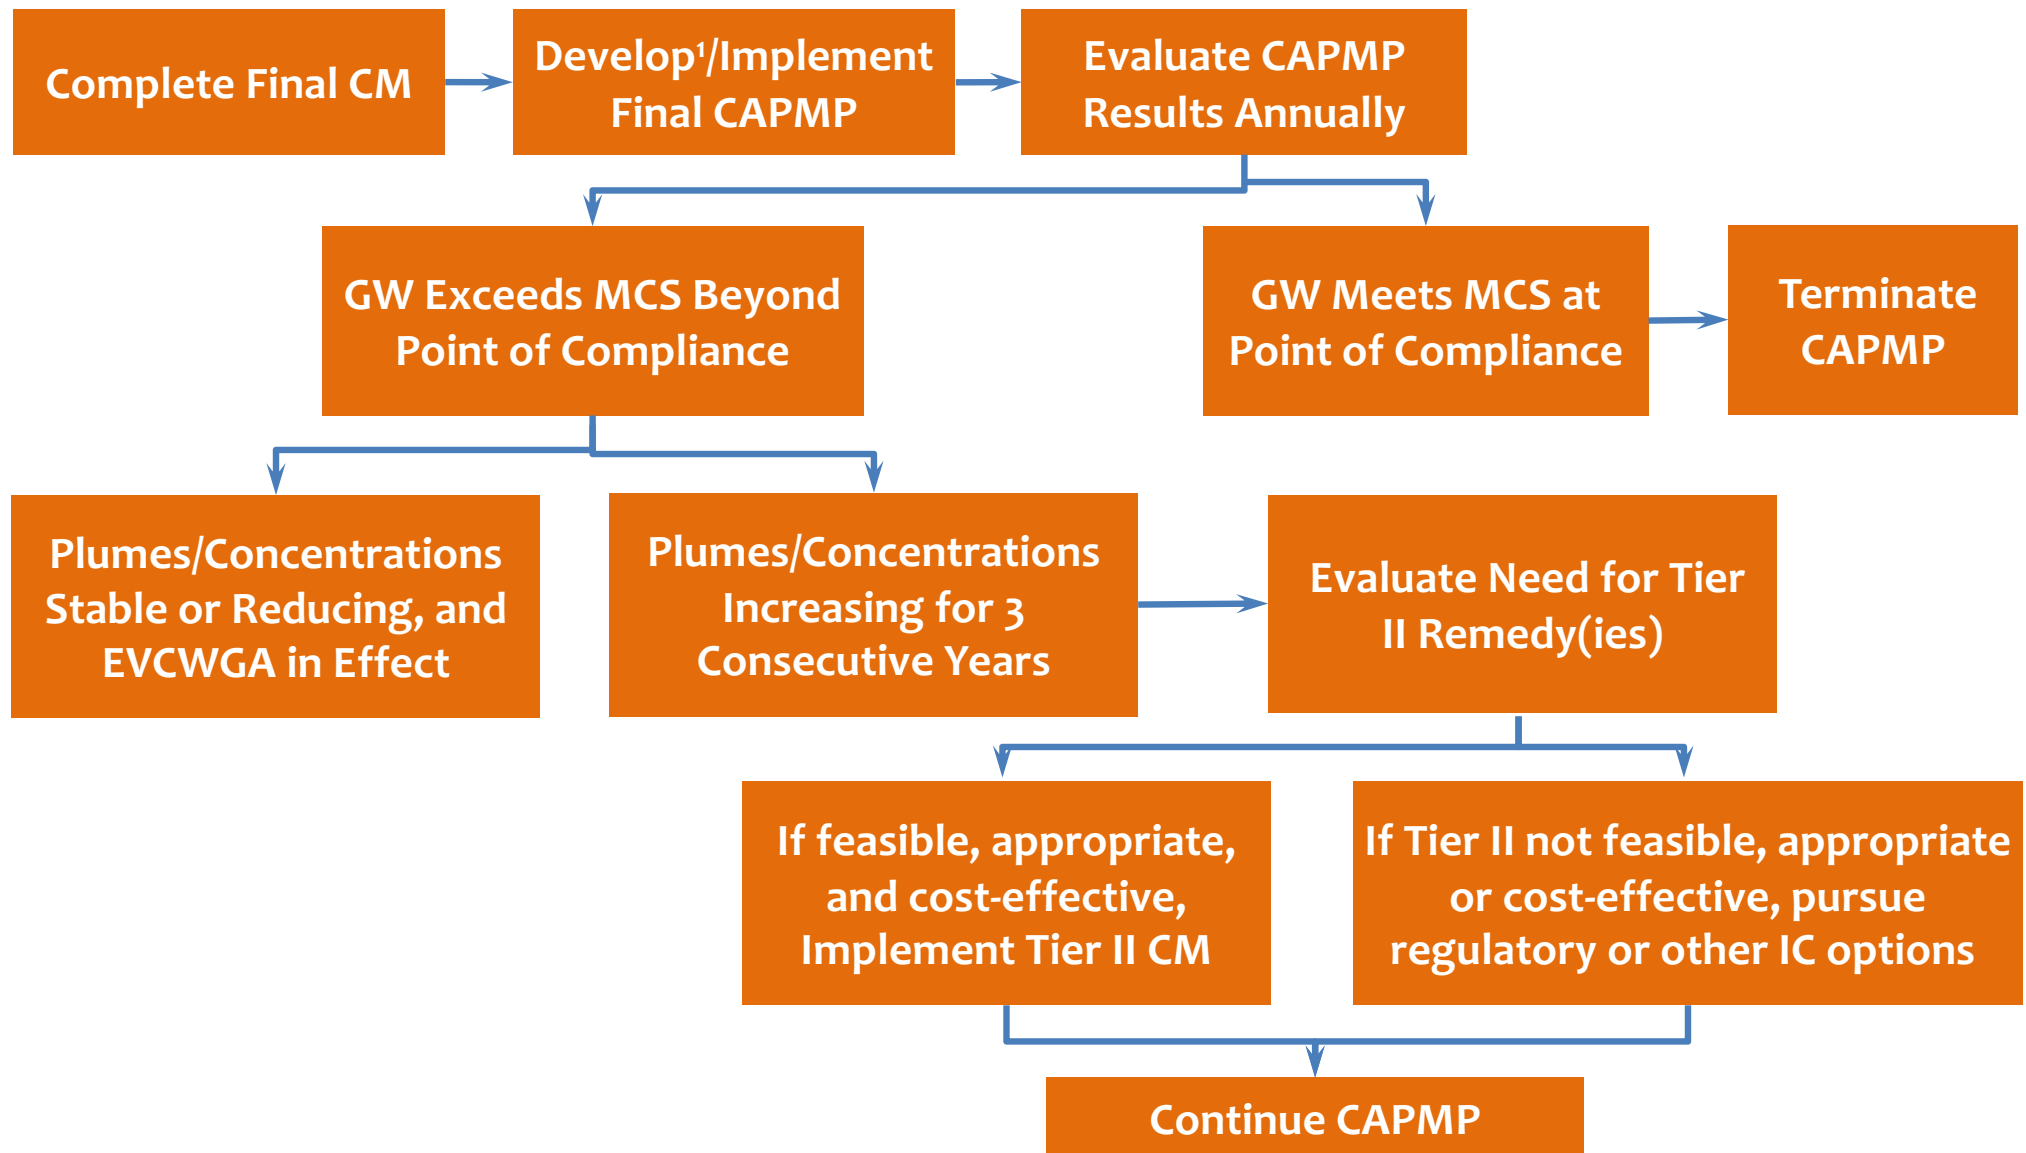 Complete Final CM
Develop¹/Implement
Final CAPMP
Evaluate CAPMP
Results Annually
GW Exceeds MCS Beyond
Point of Compliance
GW Meets MCS at
Point of Compliance
Terminate
CAPMP
Plumes/Concentrations
Stable or Reducing, and
EVCWGA in Effect
Plumes/Concentrations
Increasing for 3
Consecutive Years
Evaluate Need for Tier
II Remedy(ies)
If feasible, appropriate,
and cost-effective,
Implement Tier II CM
If Tier II not feasible, appropriate
or cost-effective, pursue
regulatory or other IC options
Continue CAPMP